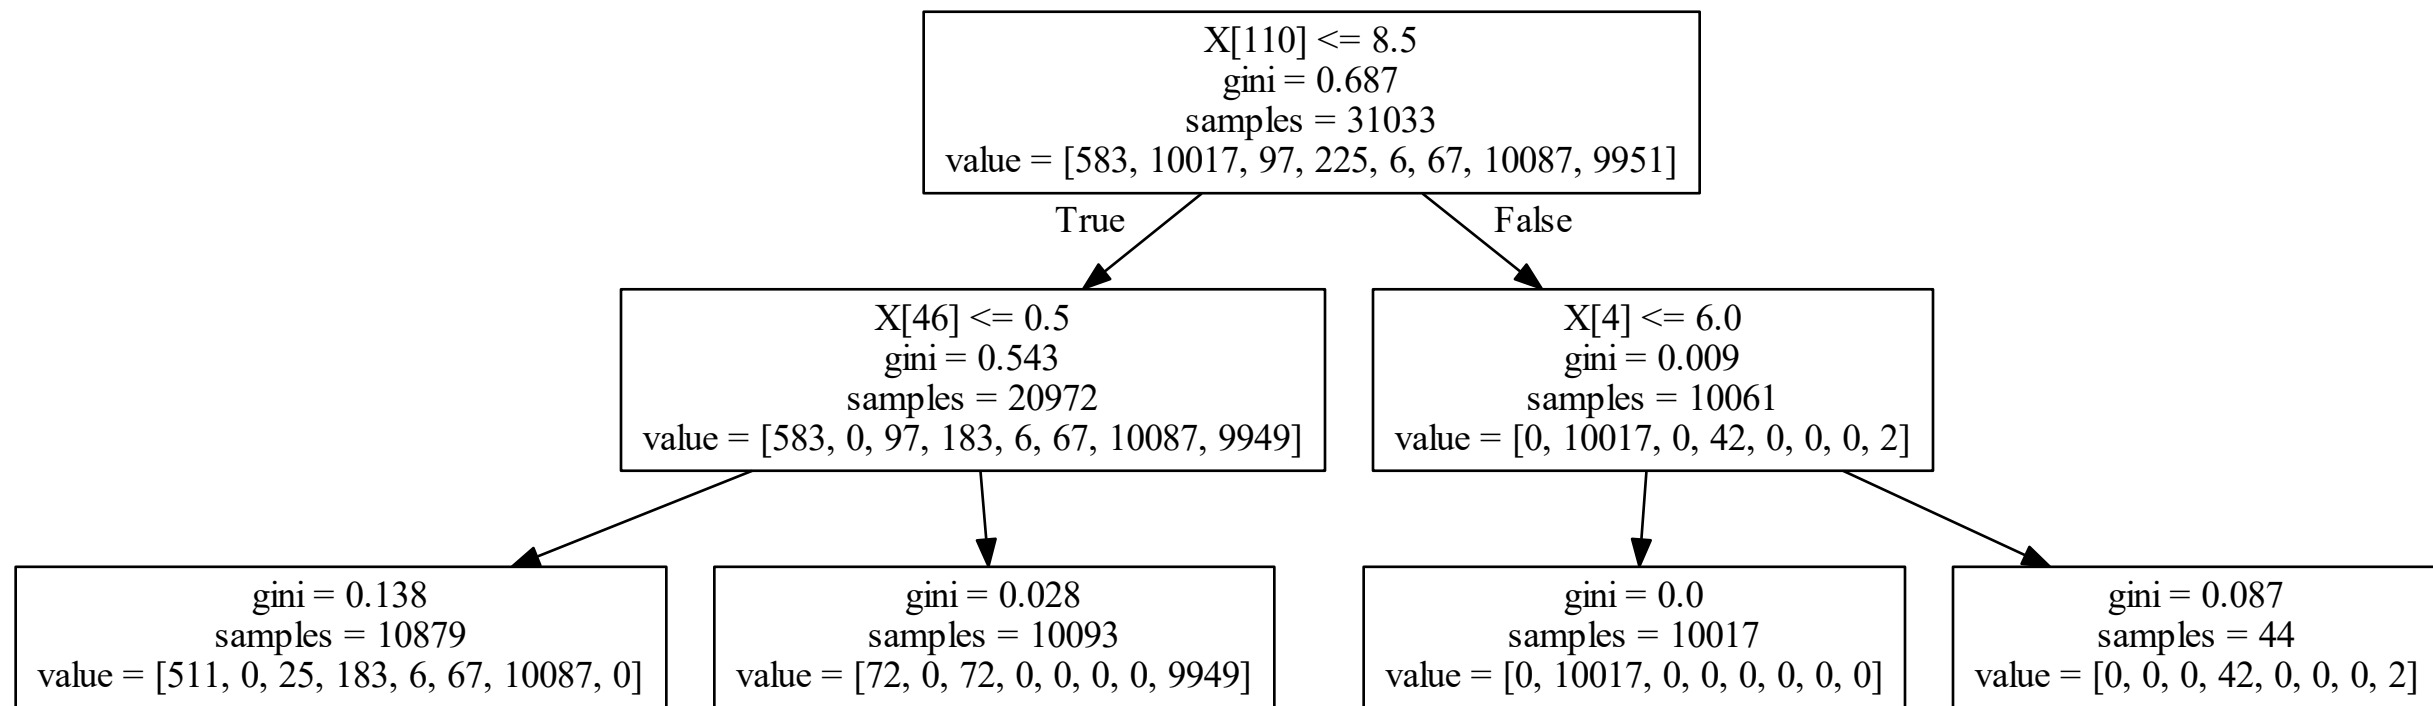 X[110] <= 8.5
gini = 0.687
samples = 31033
value = [583, 10017, 97, 225, 6, 67, 10087, 9951]
True
False
X[46] <= 0.5
gini = 0.543
samples = 20972
value = [583, 0, 97, 183, 6, 67, 10087, 9949]
X[4] <= 6.0
gini = 0.009
samples = 10061
value = [0, 10017, 0, 42, 0, 0, 0, 2]
gini = 0.138
samples = 10879
value = [511, 0, 25, 183, 6, 67, 10087, 0]
gini = 0.028
samples = 10093
value = [72, 0, 72, 0, 0, 0, 0, 9949]
gini = 0.0
samples = 10017
value = [0, 10017, 0, 0, 0, 0, 0, 0]
gini = 0.087
samples = 44
value = [0, 0, 0, 42, 0, 0, 0, 2]